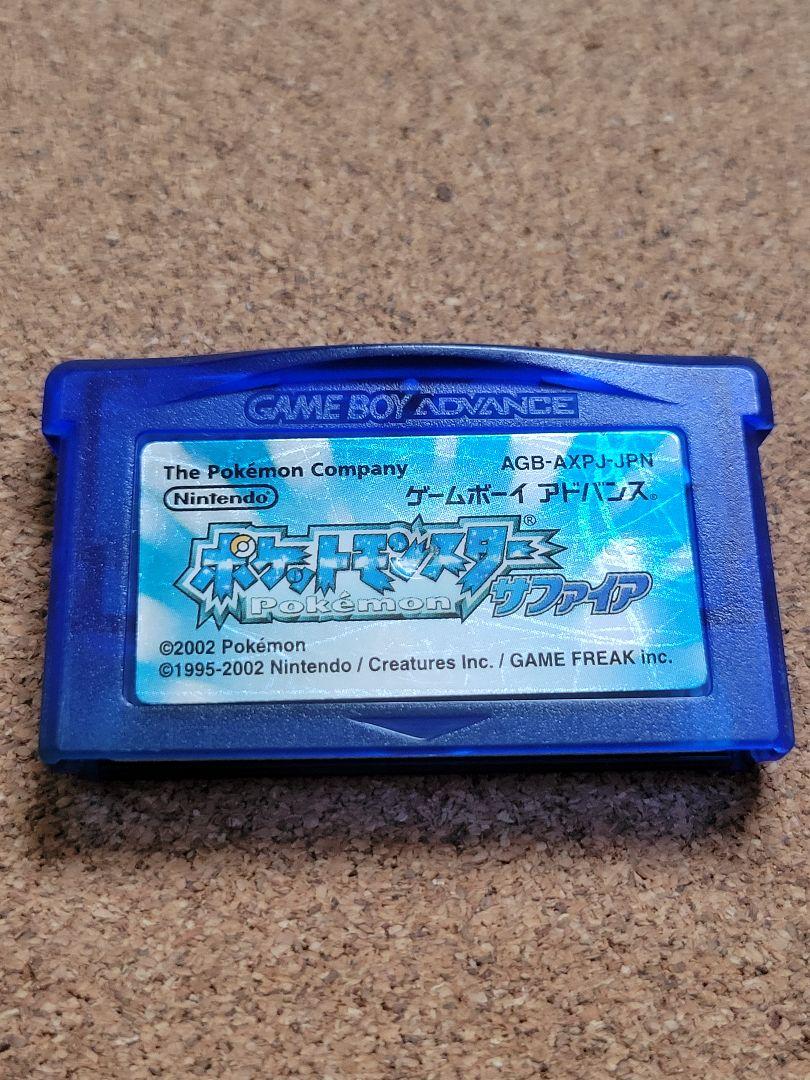 GAME BOY ADVANCE
The Pokémon Company
AGB-AXPJ-JPN
Nintendo®
ゲームボーイ アドバンス®
ポケットモンスター®
Pokémon
サファイア
©2002 Pokémon
©1995-2002 Nintendo / Creatures Inc. / GAME FREAK inc.